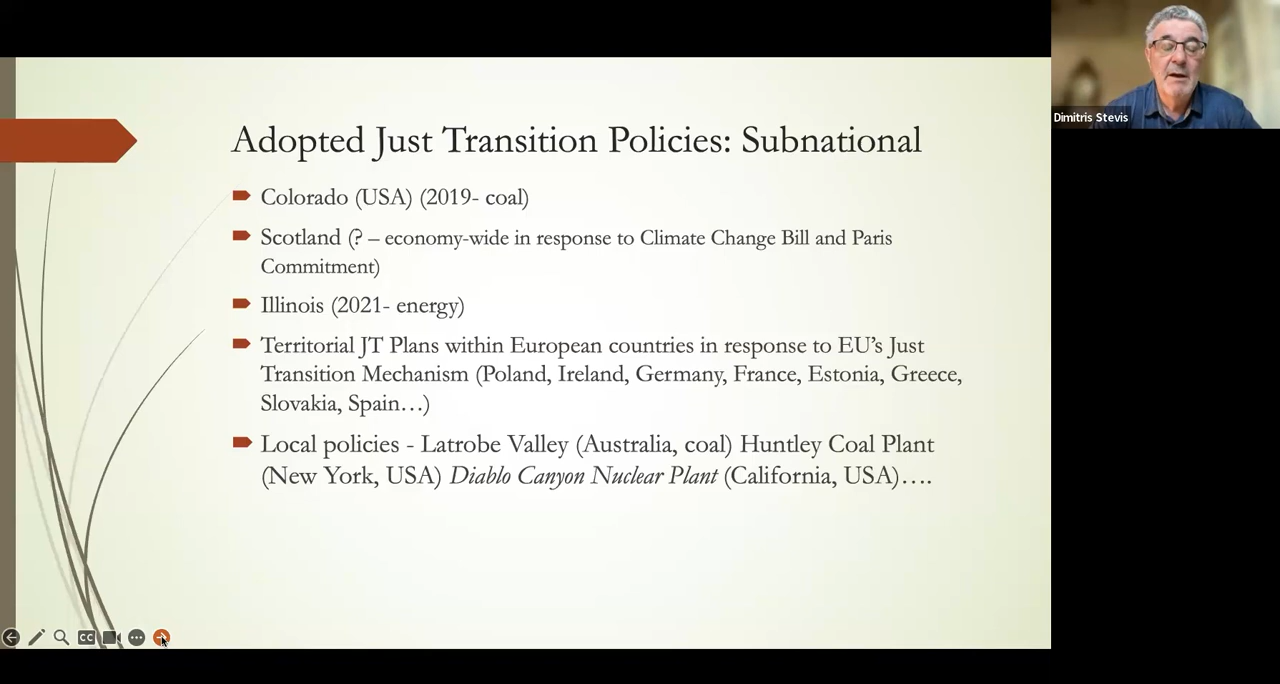 Adopted Just Transition Policies: Subnational
Colorado (USA) (2019- coal)
Scotland (? – economy-wide in response to Climate Change Bill and Paris
Commitment)
Illinois (2021- energy)
Territorial JT Plans within European countries in response to EU’s Just
Transition Mechanism (Poland, Ireland, Germany, France, Estonia, Greece,
Slovakia, Spain…)
Local policies - Latrobe Valley (Australia, coal) Huntley Coal Plant
(New York, USA) Diablo Canyon Nuclear Plant (California, USA)….
Dimitris Stevis
CC